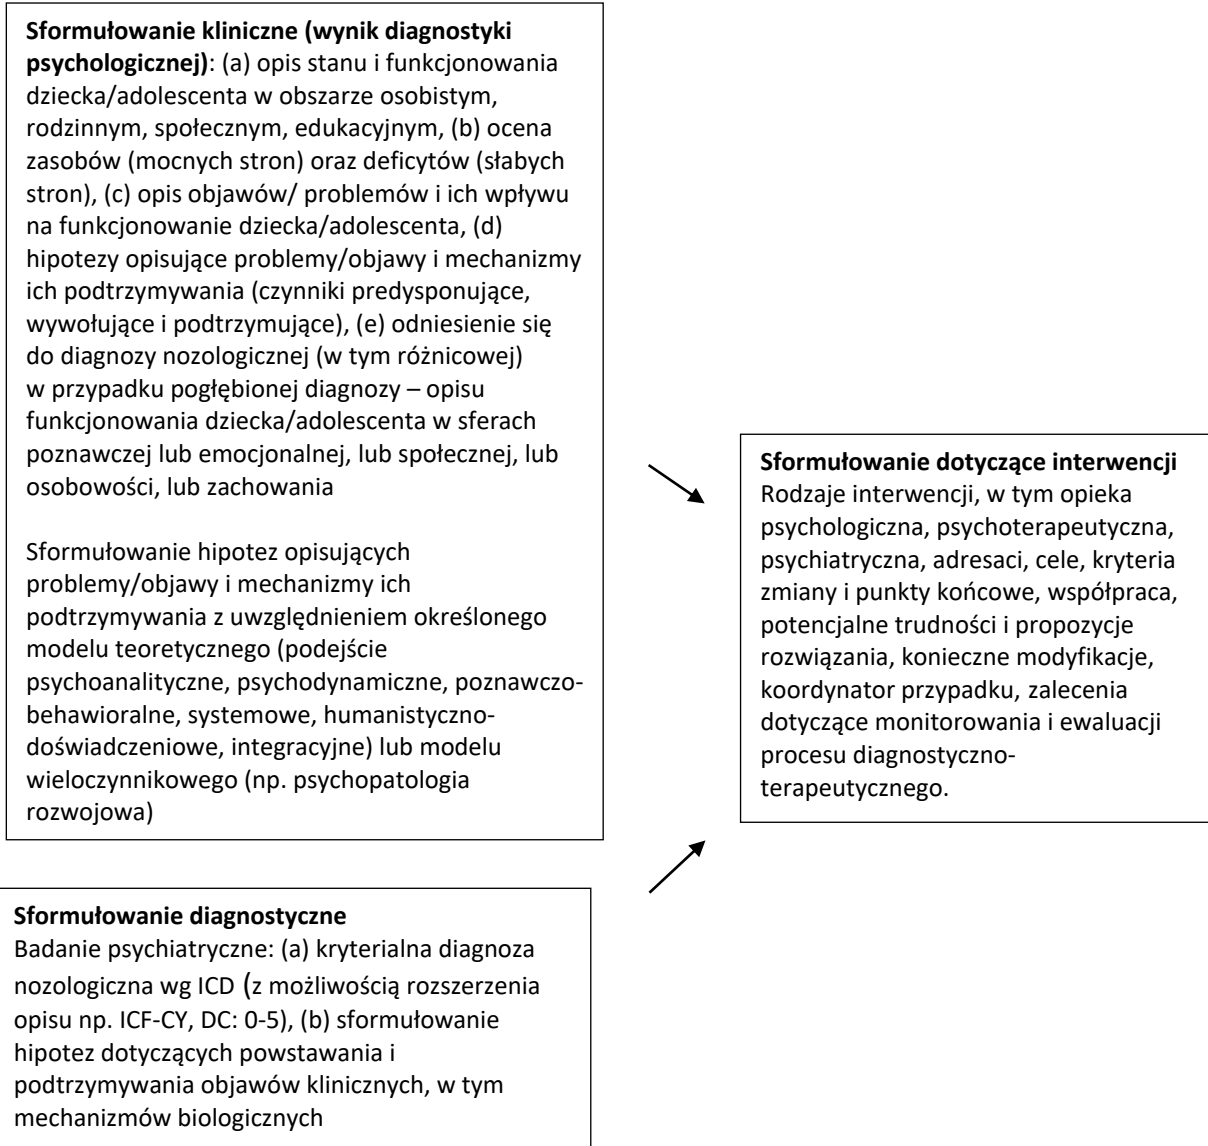 Sformułowanie kliniczne (wynik diagnostyki
psychologicznej): (a) opis stanu i funkcjonowania
dziecka/adolescenta w obszarze osobistym,
rodzinnym, społecznym, edukacyjnym, (b) ocena
zasobów (mocnych stron) oraz deficytów (słabych
stron), (c) opis objawów/ problemów i ich wpływu
na funkcjonowanie dziecka/adolescenta, (d)
hipotezy opisujące problemy/objawy i mechanizmy
ich podtrzymywania (czynniki predysponujące,
wywołujące i podtrzymujące), (e) odniesienie się
do diagnozy nozologicznej (w tym różnicowej)
w przypadku pogłębionej diagnozy – opisu
funkcjonowania dziecka/adolescenta w sferach
poznawczej lub emocjonalnej, lub społecznej, lub
osobowości, lub zachowania
Sformułowanie hipotez opisujących
problemy/objawy i mechanizmy ich
podtrzymywania z uwzględnieniem określonego
modelu teoretycznego (podejście
psychoanalityczne, psychodynamiczne, poznawczo-
behawioralne, systemowe, humanistyczno-
doświadczeniowe, integracyjne) lub modelu
wieloczynnikowego (np. psychopatologia
rozwojowa)
Sformułowanie dotyczące interwencji
Rodzaje interwencji, w tym opieka
psychologiczna, psychoterapeutyczna,
psychiatryczna, adresaci, cele, kryteria
zmiany i punkty końcowe, współpraca,
potencjalne trudności i propozycje
rozwiązania, konieczne modyfikacje,
koordynator przypadku, zalecenia
dotyczące monitorowania i ewaluacji
procesu diagnostyczno-
terapeutycznego.
Sformułowanie diagnostyczne
Badanie psychiatryczne: (a) kryterialna diagnoza
nozologiczna wg ICD (z możliwością rozszerzenia
opisu np. ICF-CY, DC: 0-5), (b) sformułowanie
hipotez dotyczących powstawania i
podtrzymywania objawów klinicznych, w tym
mechanizmów biologicznych